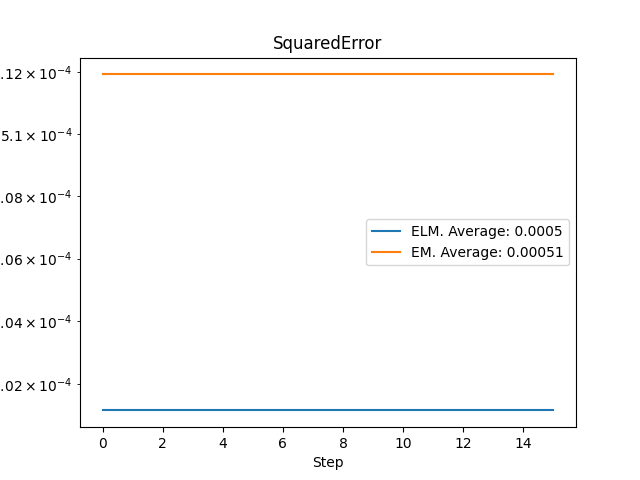 SquaredError
.12 × 10⁻⁴
5.1 × 10⁻⁴
.08 × 10⁻⁴
.06 × 10⁻⁴
.04 × 10⁻⁴
.02 × 10⁻⁴
ELM. Average: 0.0005
EM. Average: 0.00051
0 2 4 6 8 10 12 14
Step